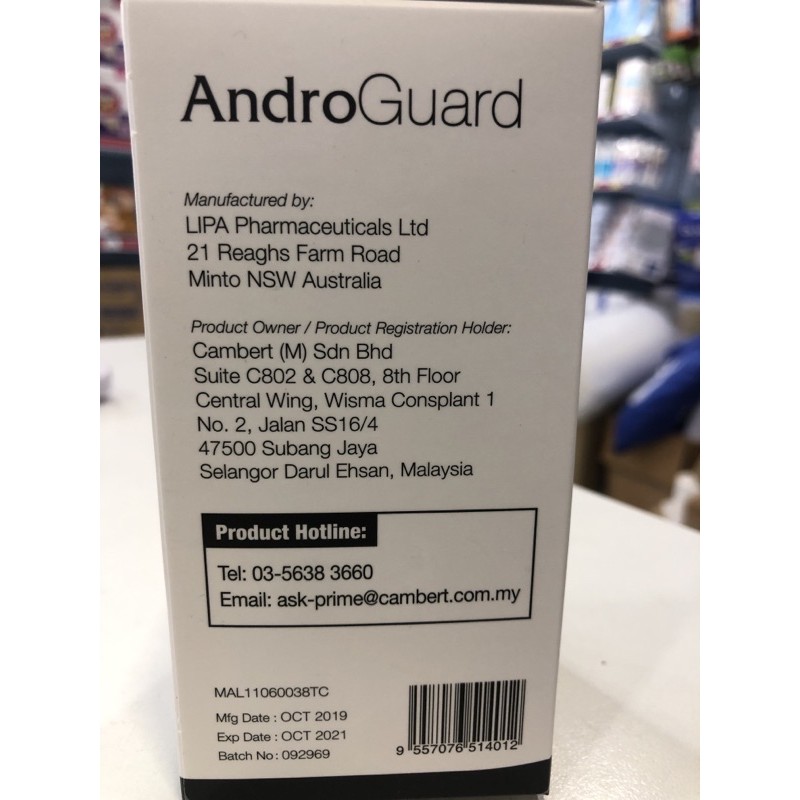 AndroGuard
Manufactured by:
LIPA Pharmaceuticals Ltd
21 Reaghs Farm Road
Minto NSW Australia
Product Owner / Product Registration Holder:
Cambert (M) Sdn Bhd
Suite C802 & C808, 8th Floor
Central Wing, Wisma Consplant 1
No. 2, Jalan SS16/4
47500 Subang Jaya
Selangor Darul Ehsan, Malaysia
Product Hotline:
Tel: 03-5638 3660
Email: ask-prime@cambert.com.my
MAL11060038TC
Mfg Date : OCT 2019
Exp Date : OCT 2021
Batch No : 092969
9 557076 514012